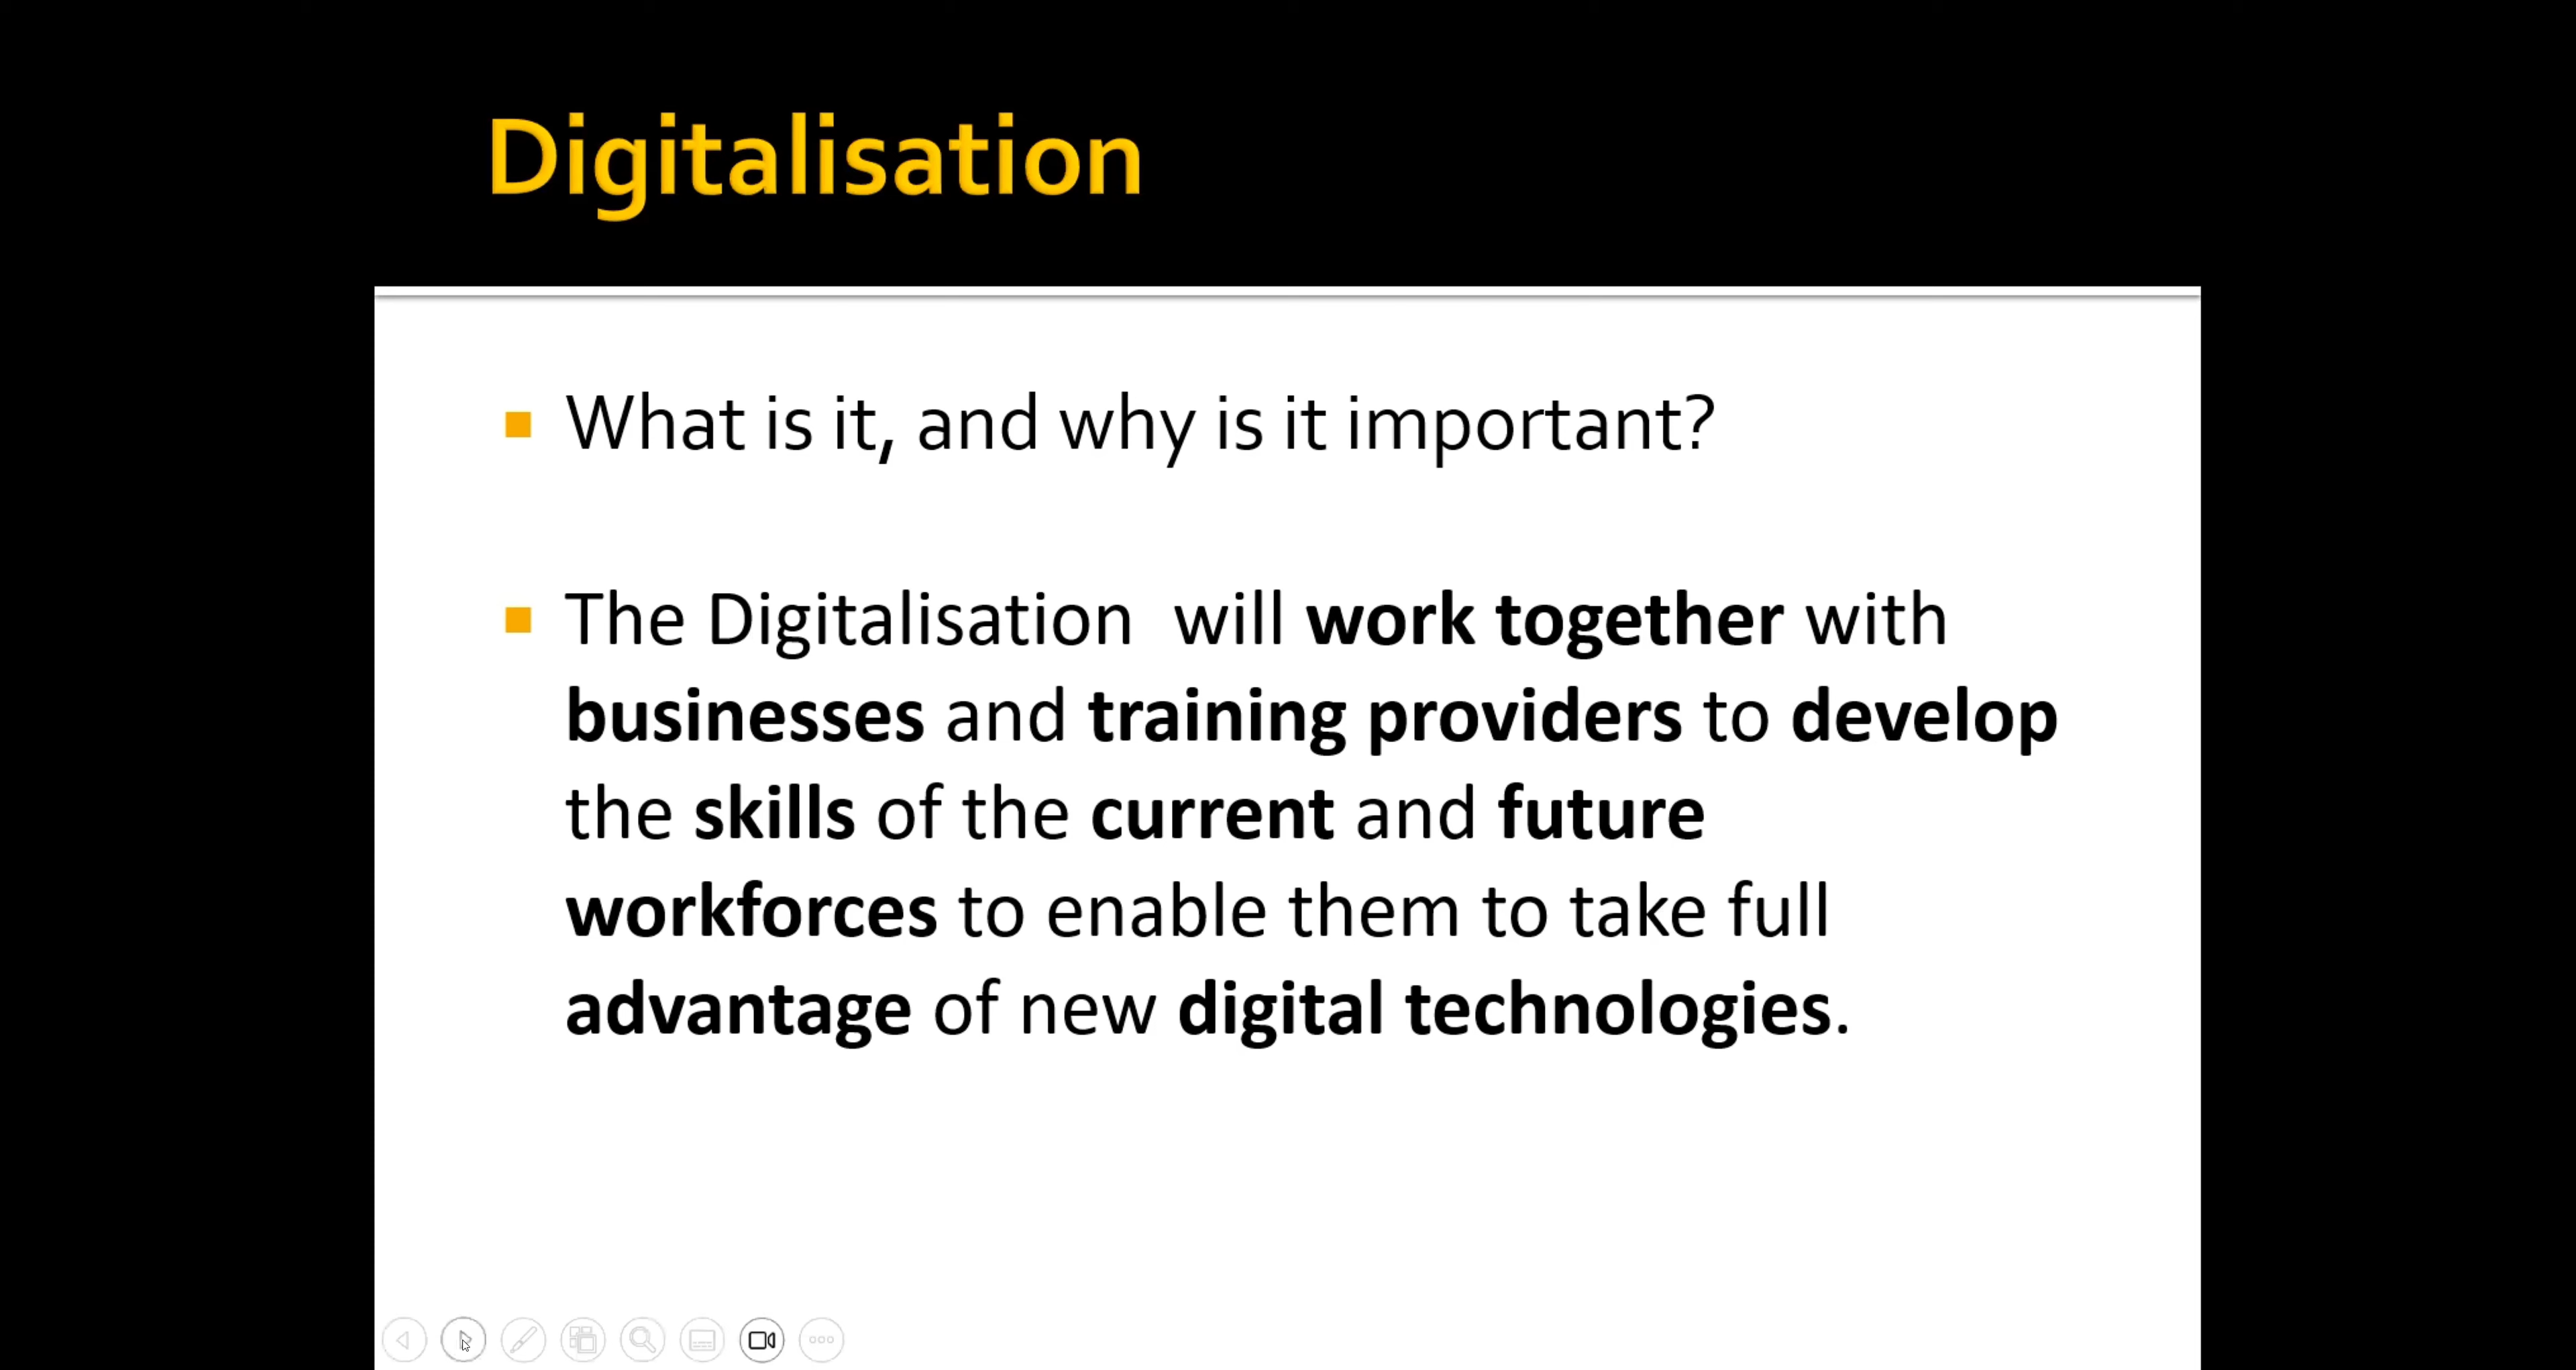 Digitalisation
What is it, and why is it important?
The Digitalisation  will work together with
businesses and training providers to develop
the skills of the current and future
workforces to enable them to take full
advantage of new digital technologies.